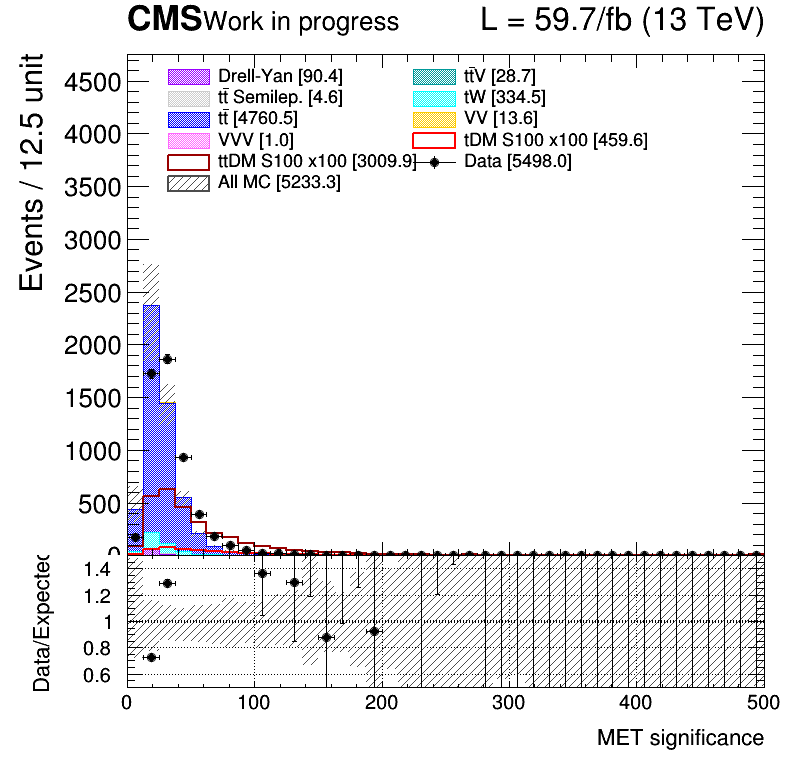 CMS Work in progress L = 59.7/fb (13 TeV)
Events / 12.5 unit
4500
4000
3500
3000
2500
2000
1500
1000
500
0
Drell-Yan [90.4] tt̄V [28.7]
tt̄ Semilep. [4.6] tW [334.5]
tt̄ [4760.5] VV [13.6]
VVV [1.0] tDM S100 x100 [459.6]
ttDM S100 x100 [3009.9] Data [5498.0]
All MC [5233.3]
Data/Expected
1.4
1.2
1
0.8
0.6
0 100 200 300 400 500
MET significance